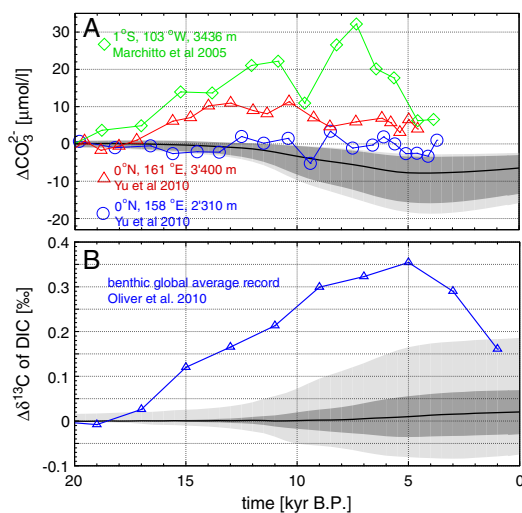 A
1°S, 103 °W, 3436 m
Marchitto et al 2005
0°N, 161 °E, 3'400 m
Yu et al 2010
0°N, 158 °E, 2'310 m
Yu et al 2010
ΔCO₃²⁻ [μmol/l]
30
20
10
0
-10
-20
B
benthic global average record
Oliver et al. 2010
Δδ¹³C of DIC [‰]
0.4
0.3
0.2
0.1
0
-0.1
20
15
10
5
0
time [kyr B.P.]